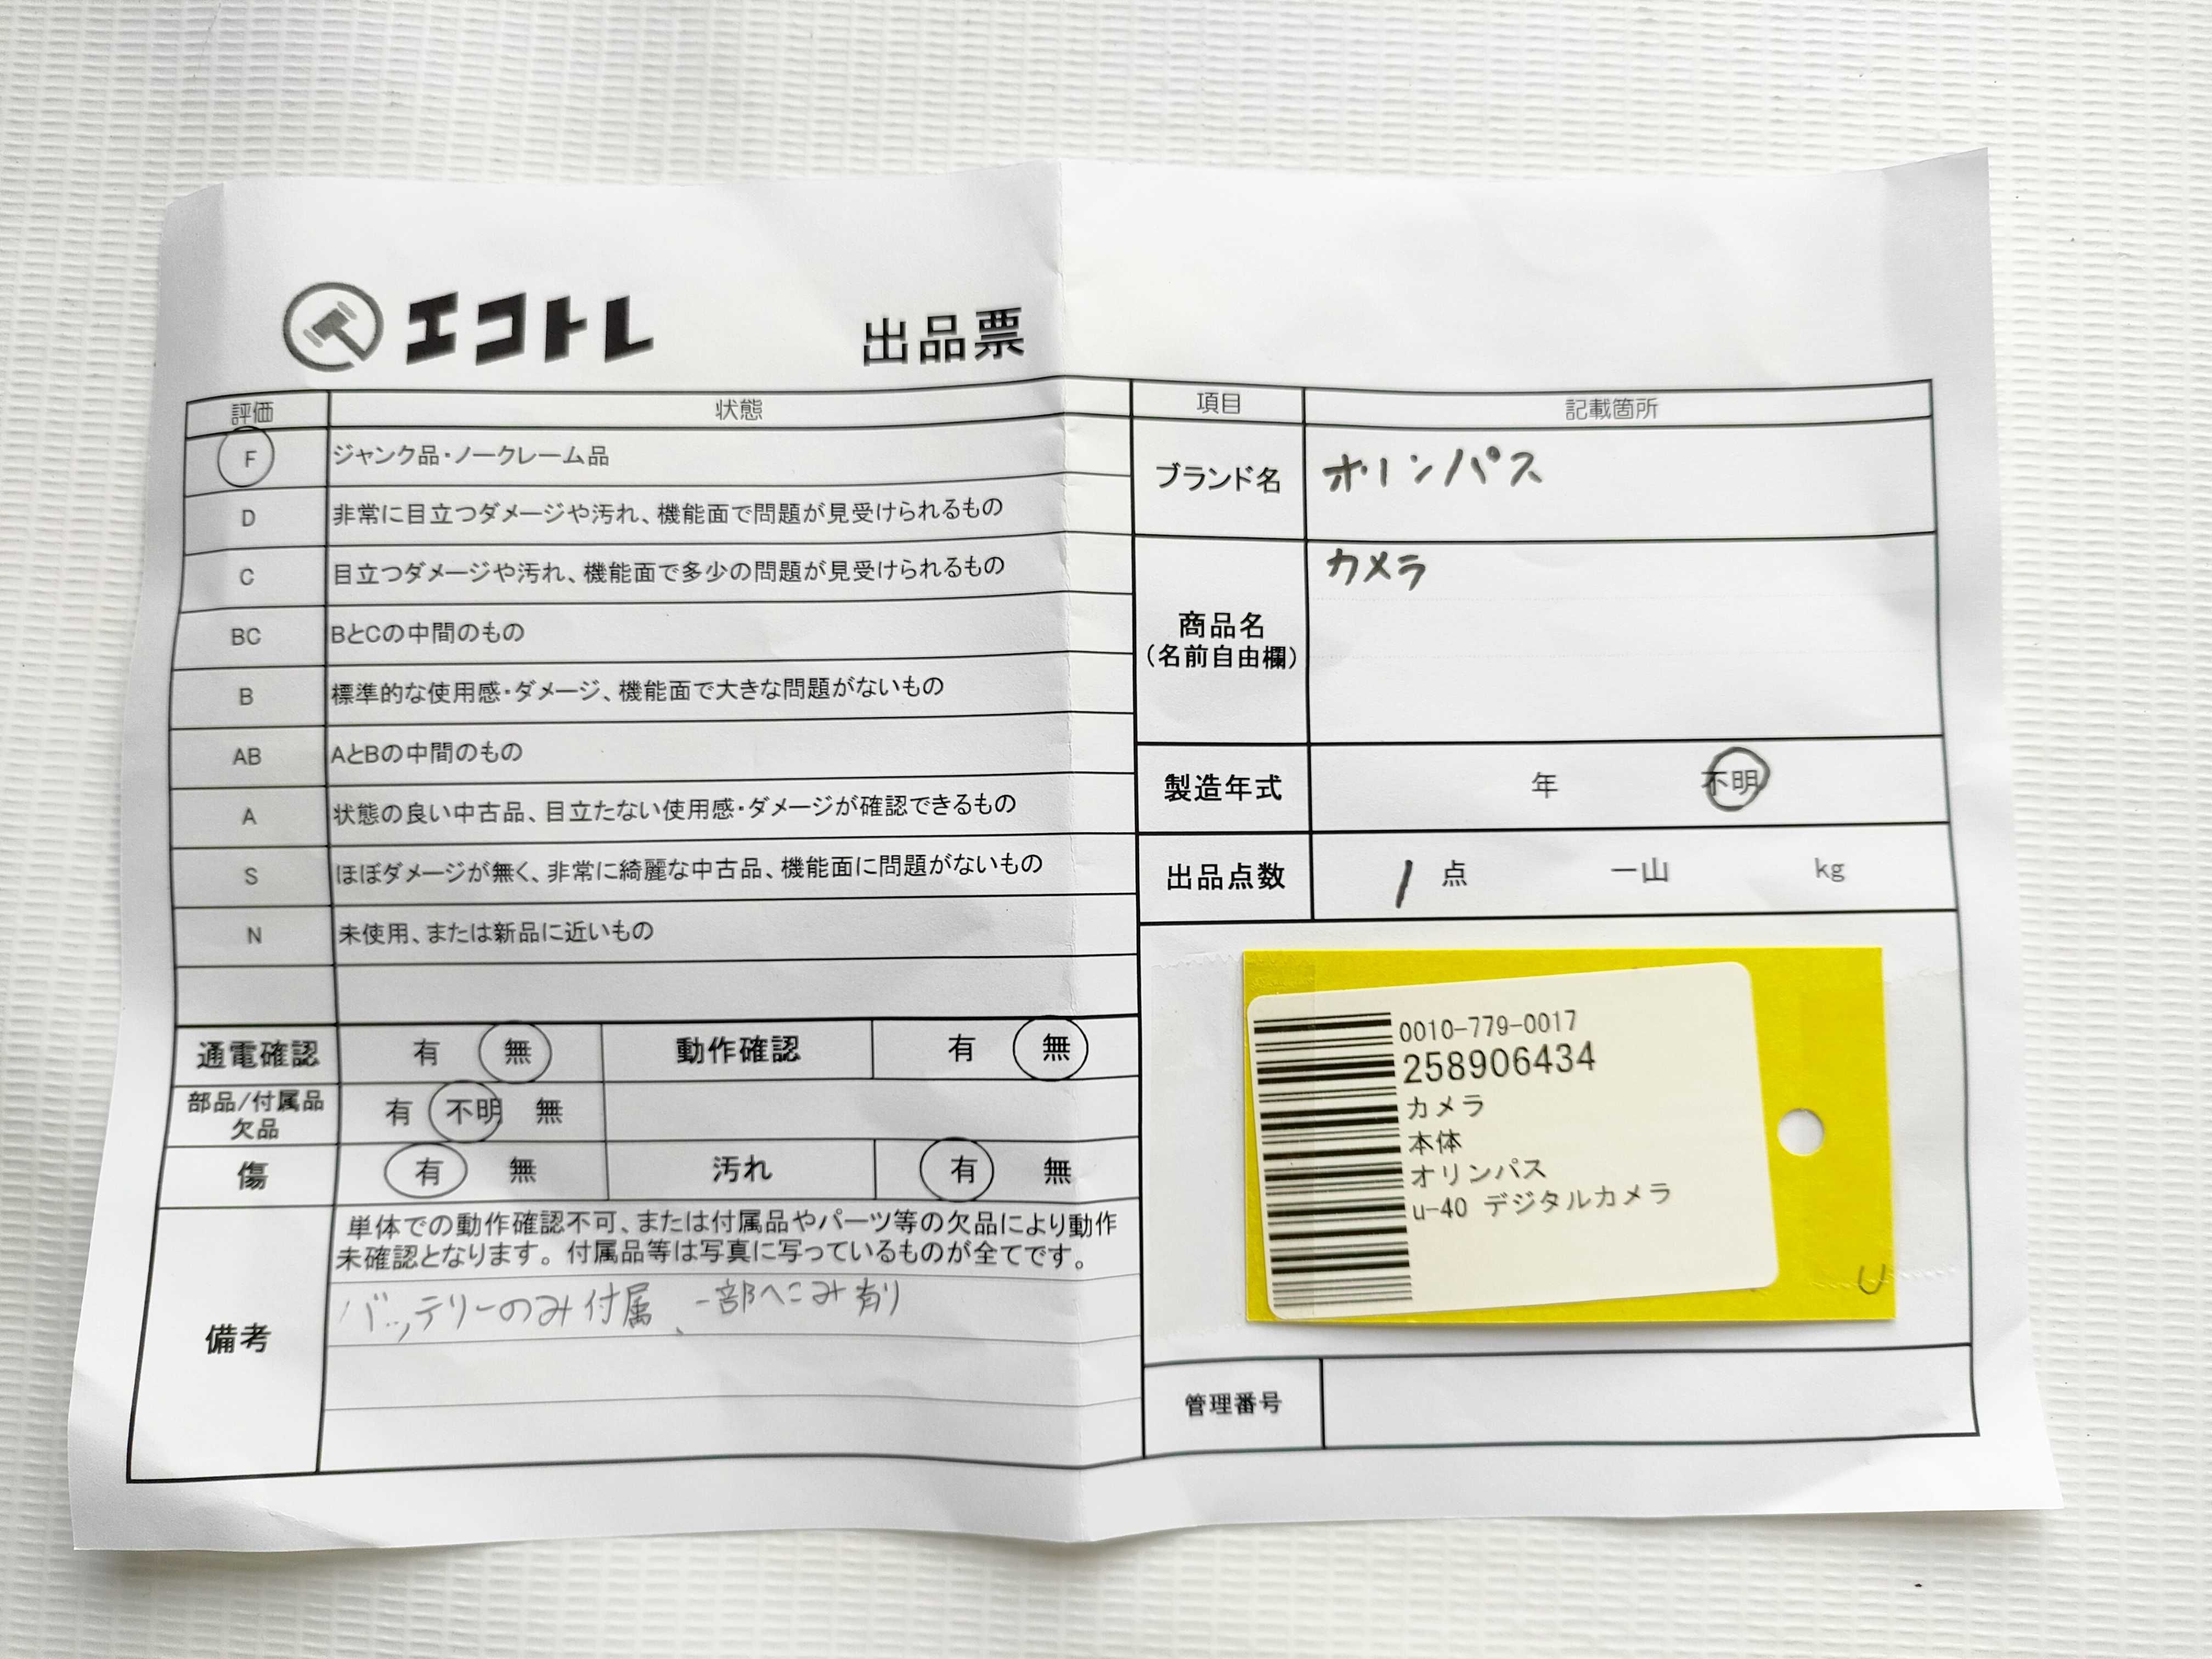 エコトレ
出品票
評価 状態
F ジャンク品・ノークレーム品
D 非常に目立つダメージや汚れ、機能面で問題が見受けられるもの
C 目立つダメージや汚れ、機能面で多少の問題が見受けられるもの
BC BとCの中間のもの
B 標準的な使用感・ダメージ、機能面で大きな問題がないもの
AB AとBの中間のもの
A 状態の良い中古品、目立たない使用感・ダメージが確認できるもの
S ほぼダメージが無く、非常に綺麗な中古品、機能面に問題がないもの
N 未使用、または新品に近いもの
通電確認 有 無 動作確認 有 無
部品/付属品
欠品
有 不明 無
傷 有 無 汚れ 有 無
備考
単体での動作確認不可、または付属品やパーツ等の欠品により動作
未確認となります。付属品等は写真に写っているものが全てです。
バッテリーのみ付属、一部へこみ有り
項目 記載箇所
ブランド名 オリンパス
商品名
(名前自由欄)
カメラ
製造年式 年 不明
出品点数 1 点 一山 kg
0010-779-0017
258906434
カメラ
本体
オリンパス
u-40 デジタルカメラ
U
管理番号